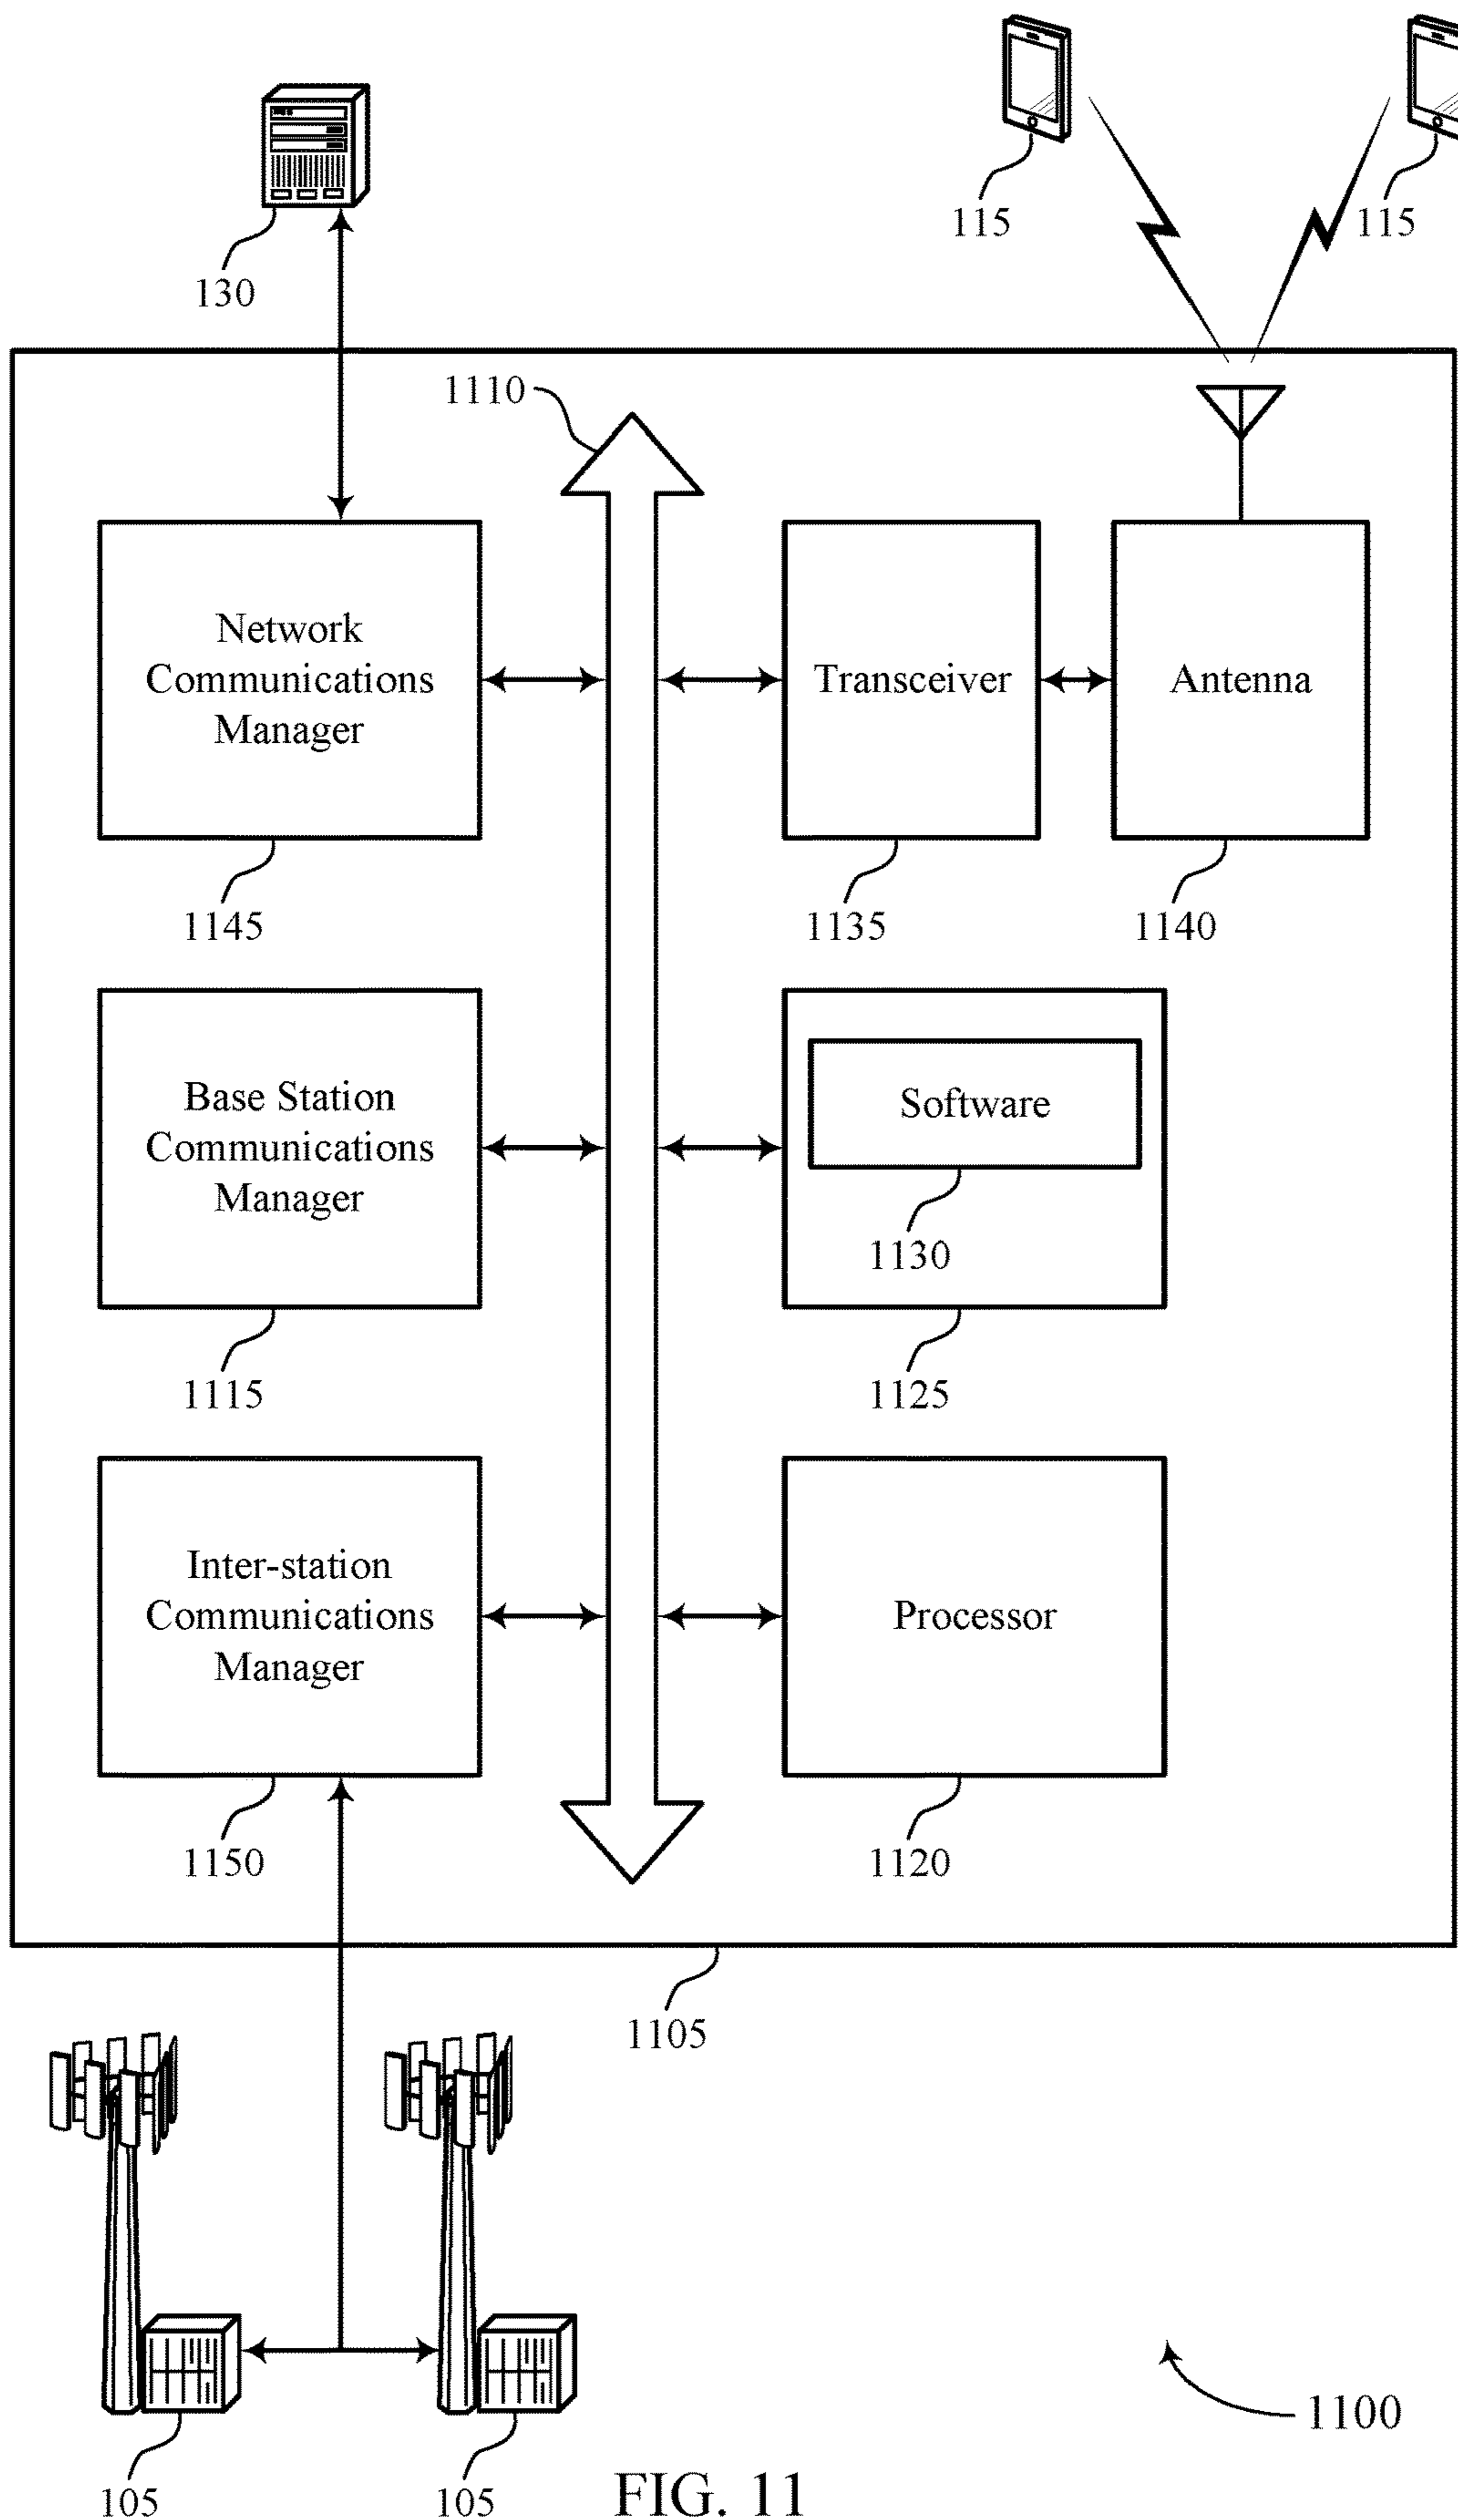 115
115
130
1110
Network
Communications
Manager
Transceiver
Antenna
1145
1135
1140
Base Station
Communications
Manager
Software
1130
1115
1125
Inter-station
Communications
Manager
Processor
1150
1120
1105
1100
105
105
FIG. 11